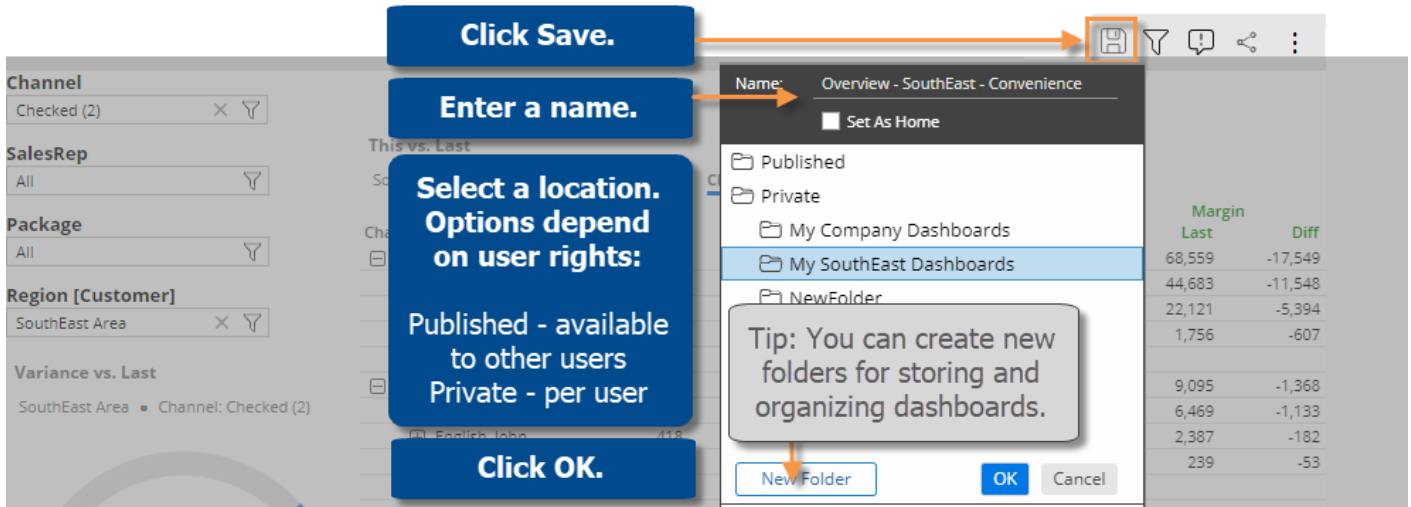 Click Save.
Channel
Checked (2)
SalesRep
All
Package
All
Region [Customer]
SouthEast Area
Variance vs. Last
SouthEast Area • Channel: Checked (2)
Enter a name.
This vs. Last
Select a location.
Options depend
on user rights:
Published - available
to other users
Private - per user
English John 418
Click OK.
Name: Overview - SouthEast - Convenience
Set As Home
Published
Private
My Company Dashboards
My SouthEast Dashboards
NewFolder
Tip: You can create new
folders for storing and
organizing dashboards.
New Folder OK Cancel
Margin
Last Diff
68,559 -17,549
44,683 -11,548
22,121 -5,394
1,756 -607
9,095 -1,368
6,469 -1,133
2,387 -182
239 -53